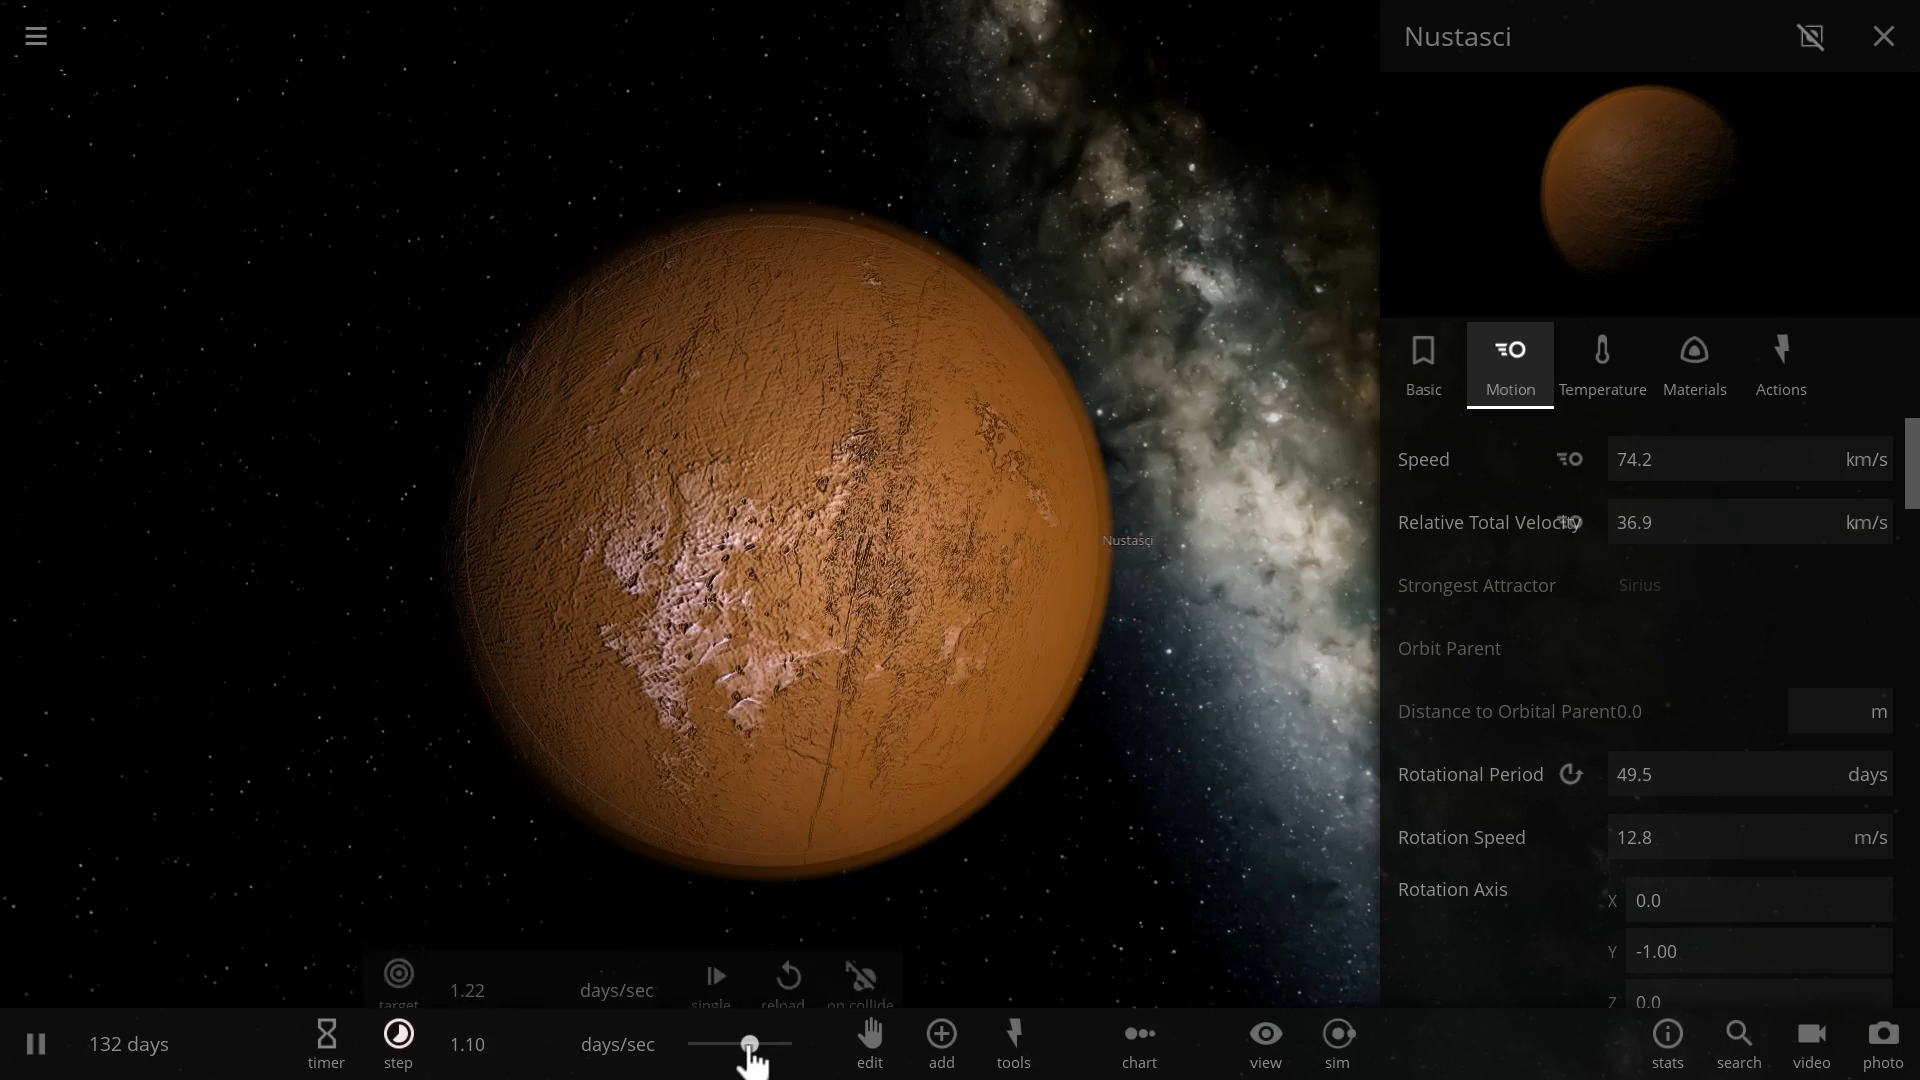 Nustasci
Basic Motion Temperature Materials Actions
Speed 74.2 km/s
Relative Total Velocity 36.9 km/s
Nustasci
Strongest Attractor Sirius
Orbit Parent
Distance to Orbital Parent 0.0 m
Rotational Period 49.5 days
Rotation Speed 12.8 m/s
Rotation Axis
X 0.0
Y -1.00
Z 0.0
1.22 days/sec
target single reload on collide
132 days
1.10 days/sec
timer step edit add tools chart view sim stats search video photo